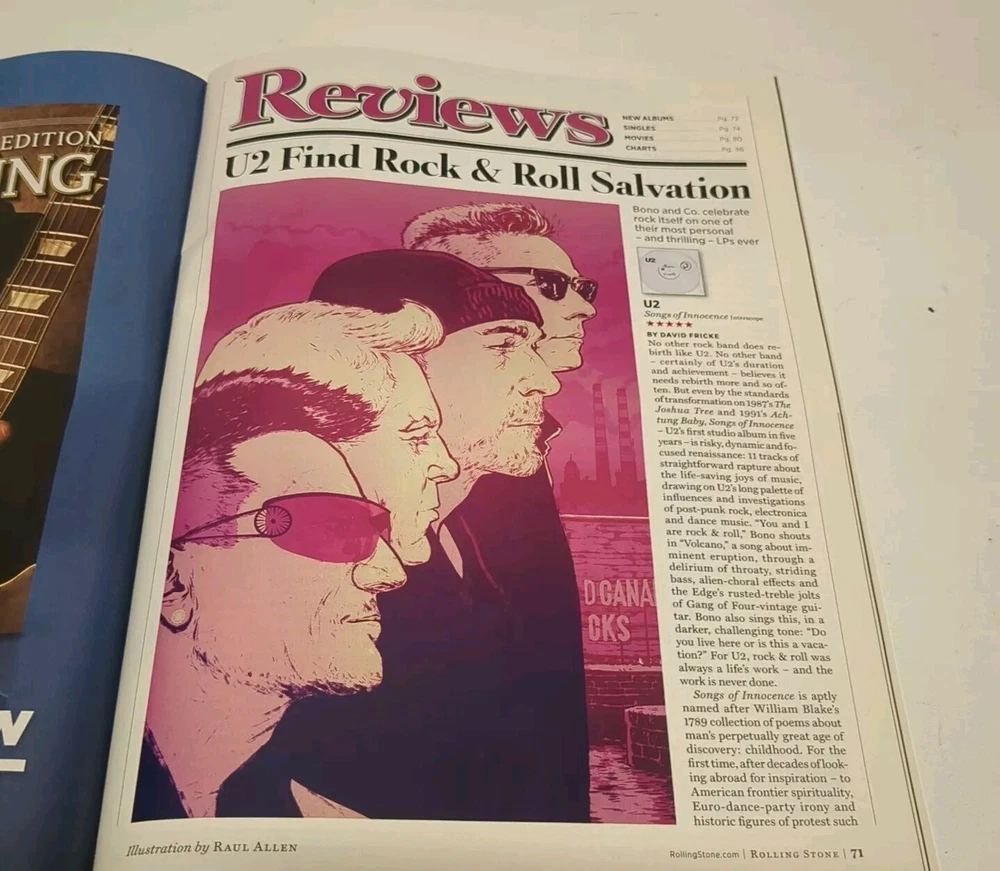 EDITION
ING
Reviews
NEW ALBUMS Pg. 77
SINGLES Pg. 74
MOVIES Pg. 80
CHARTS
U2 Find Rock & Roll Salvation
Bono and Co. celebrate
rock itself on one of
their most personal
– and thrilling – LPs ever
U2
U2
Songs of Innocence Interscope
★★★★★
BY DAVID FRICKE
No other rock band does re-
birth like U2. No other band
– certainly of U2's duration
and achievement – believes it
needs rebirth more and so of-
ten. But even by the standards
of transformation on 1987's The
Joshua Tree and 1991's Ach-
tung Baby, Songs of Innocence
– U2's first studio album in five
years – is risky, dynamic and fo-
cused renaissance: 11 tracks of
straightforward rapture about
the life-saving joys of music,
drawing on U2's long palette of
influences and investigations
of post-punk rock, electronica
and dance music. "You and I
are rock & roll," Bono shouts
in "Volcano," a song about im-
minent eruption, through a
delirium of throaty, striding
bass, alien-choral effects and
the Edge's rusted-treble jolts
of Gang of Four-vintage gui-
tar. Bono also sings this, in a
darker, challenging tone: "Do
you live here or is this a vaca-
tion?" For U2, rock & roll was
always a life's work – and the
work is never done.
Songs of Innocence is aptly
named after William Blake's
1789 collection of poems about
man's perpetually great age of
discovery: childhood. For the
first time, after decades of look-
ing abroad for inspiration – to
American frontier spirituality,
Euro-dance-party irony and
historic figures of protest such
D GANA
CKS
Illustration by RAUL ALLEN
RollingStone.com | ROLLING STONE | 71